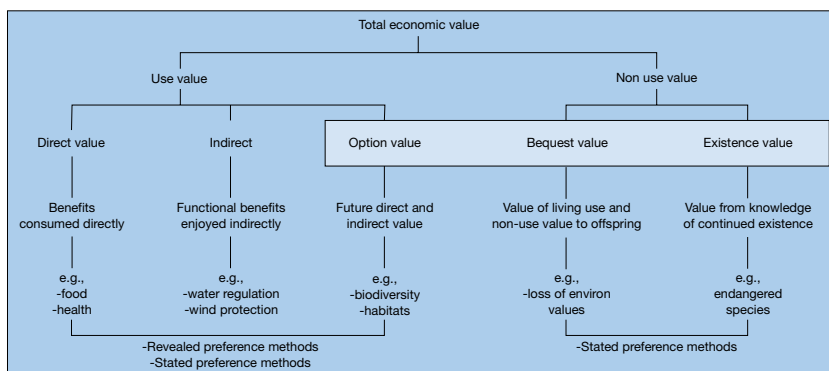 Total economic value
Use value
Non use value
Direct value
Indirect
Option value
Bequest value
Existence value
Benefits
consumed directly
Functional benefits
enjoyed indirectly
Future direct and
indirect value
Value of living use and
non-use value to offspring
Value from knowledge
of continued existence
e.g.,
-food
-health
e.g.,
-water regulation
-wind protection
e.g.,
-biodiversity
-habitats
e.g.,
-loss of environ
values
e.g.,
endangered
species
-Revealed preference methods
-Stated preference methods
-Stated preference methods